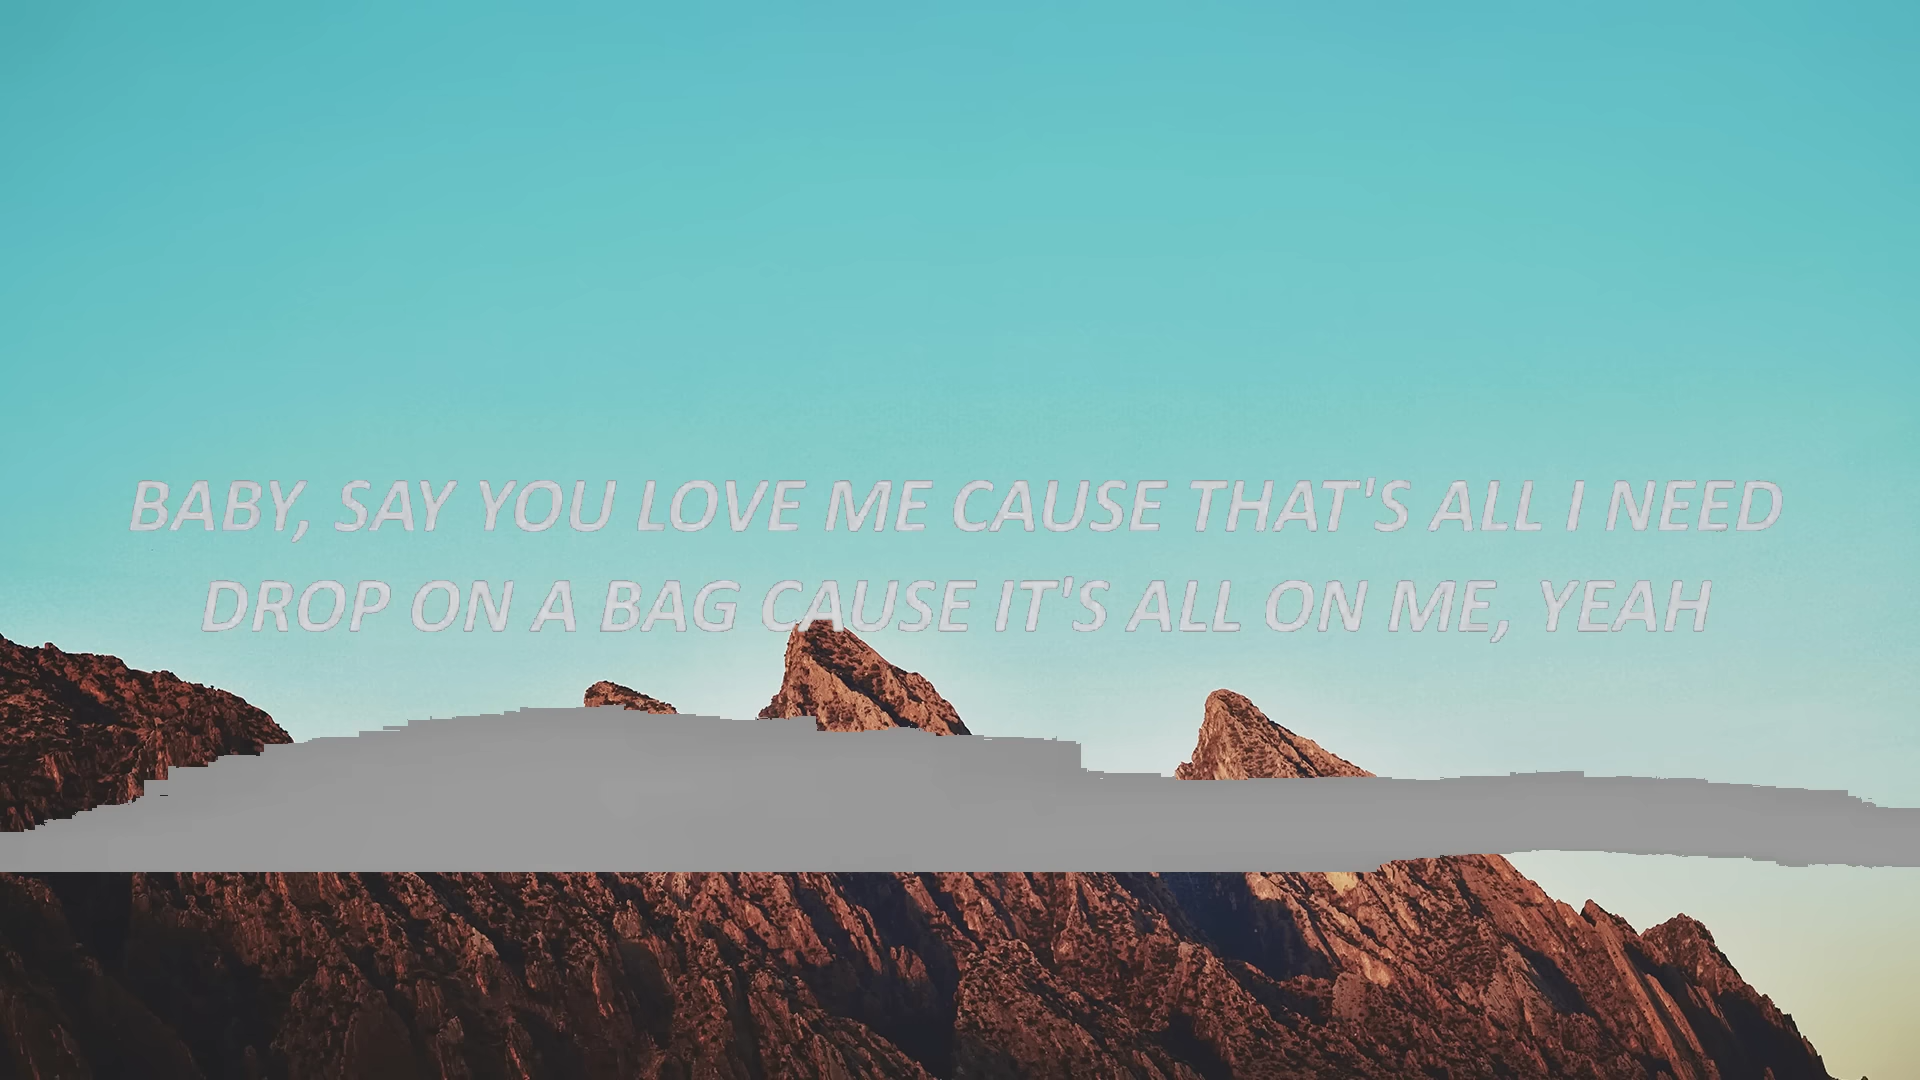 BABY, SAY YOU LOVE ME CAUSE THAT'S ALL I NEED
DROP ON A BAG CAUSE IT'S ALL ON ME, YEAH